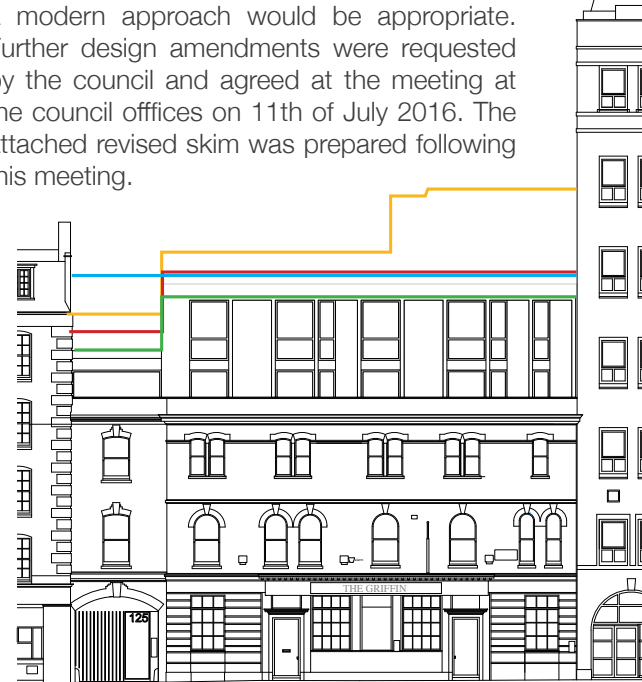 modern approach would be appropriate.
further design amendments were requested
by the council and agreed at the meeting at
the council offfices on 11th of July 2016. The
attached revised skim was prepared following
this meeting.
THE GRIFFIN
125